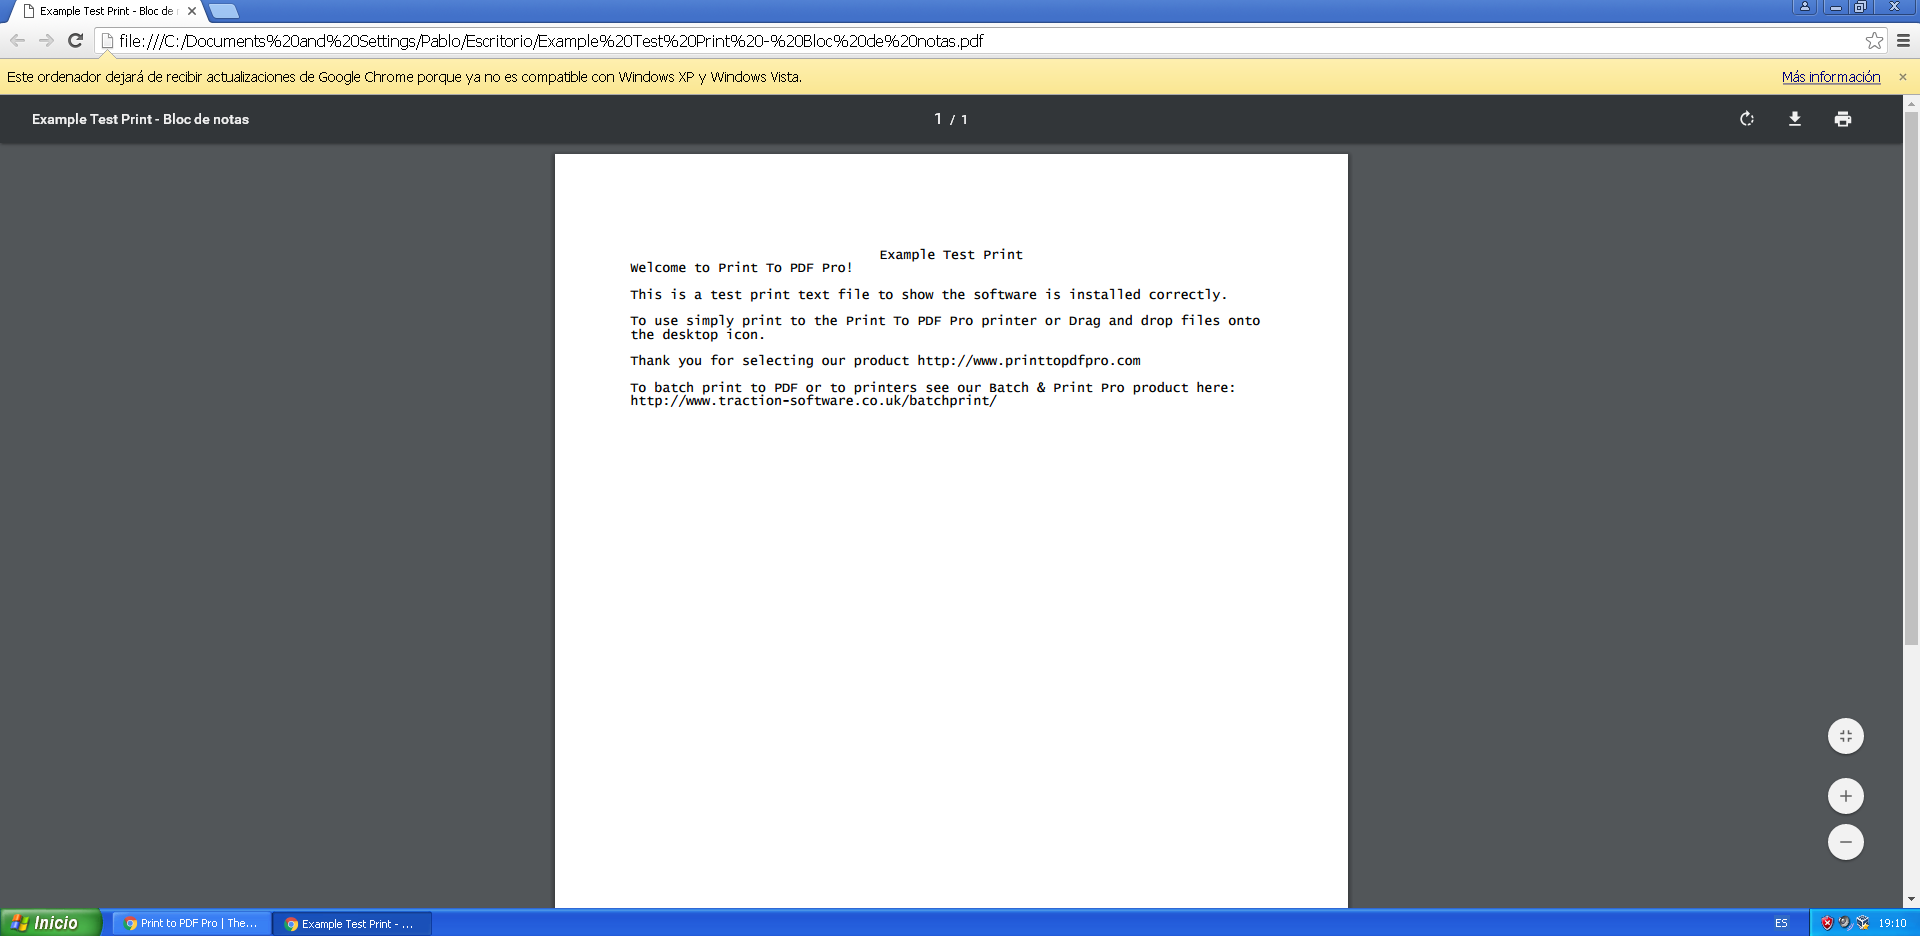 Example Test Print - Bloc de
file:///C:/Documents%20and%20Settings/Pablo/Escritorio/Example%20Test%20Print%20-%20Bloc%20de%20notas.pdf
Este ordenador dejará de recibir actualizaciones de Google Chrome porque ya no es compatible con Windows XP y Windows Vista.
Más información
Example Test Print - Bloc de notas
1 / 1
Example Test Print
Welcome to Print To PDF Pro!
This is a test print text file to show the software is installed correctly.
To use simply print to the Print To PDF Pro printer or Drag and drop files onto
the desktop icon.
Thank you for selecting our product http://www.printtopdfpro.com
To batch print to PDF or to printers see our Batch & Print Pro product here:
http://www.traction-software.co.uk/batchprint/
Inicio
Print to PDF Pro | The...
Example Test Print - ...
ES
19:10